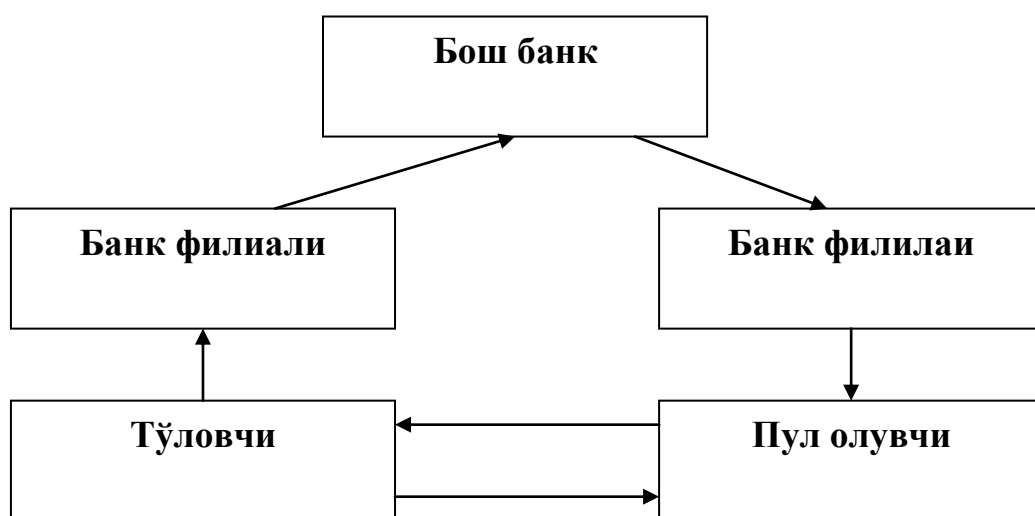 Бош банк
Банк филиали
Банк филилаи
Тўловчи
Пул олувчи